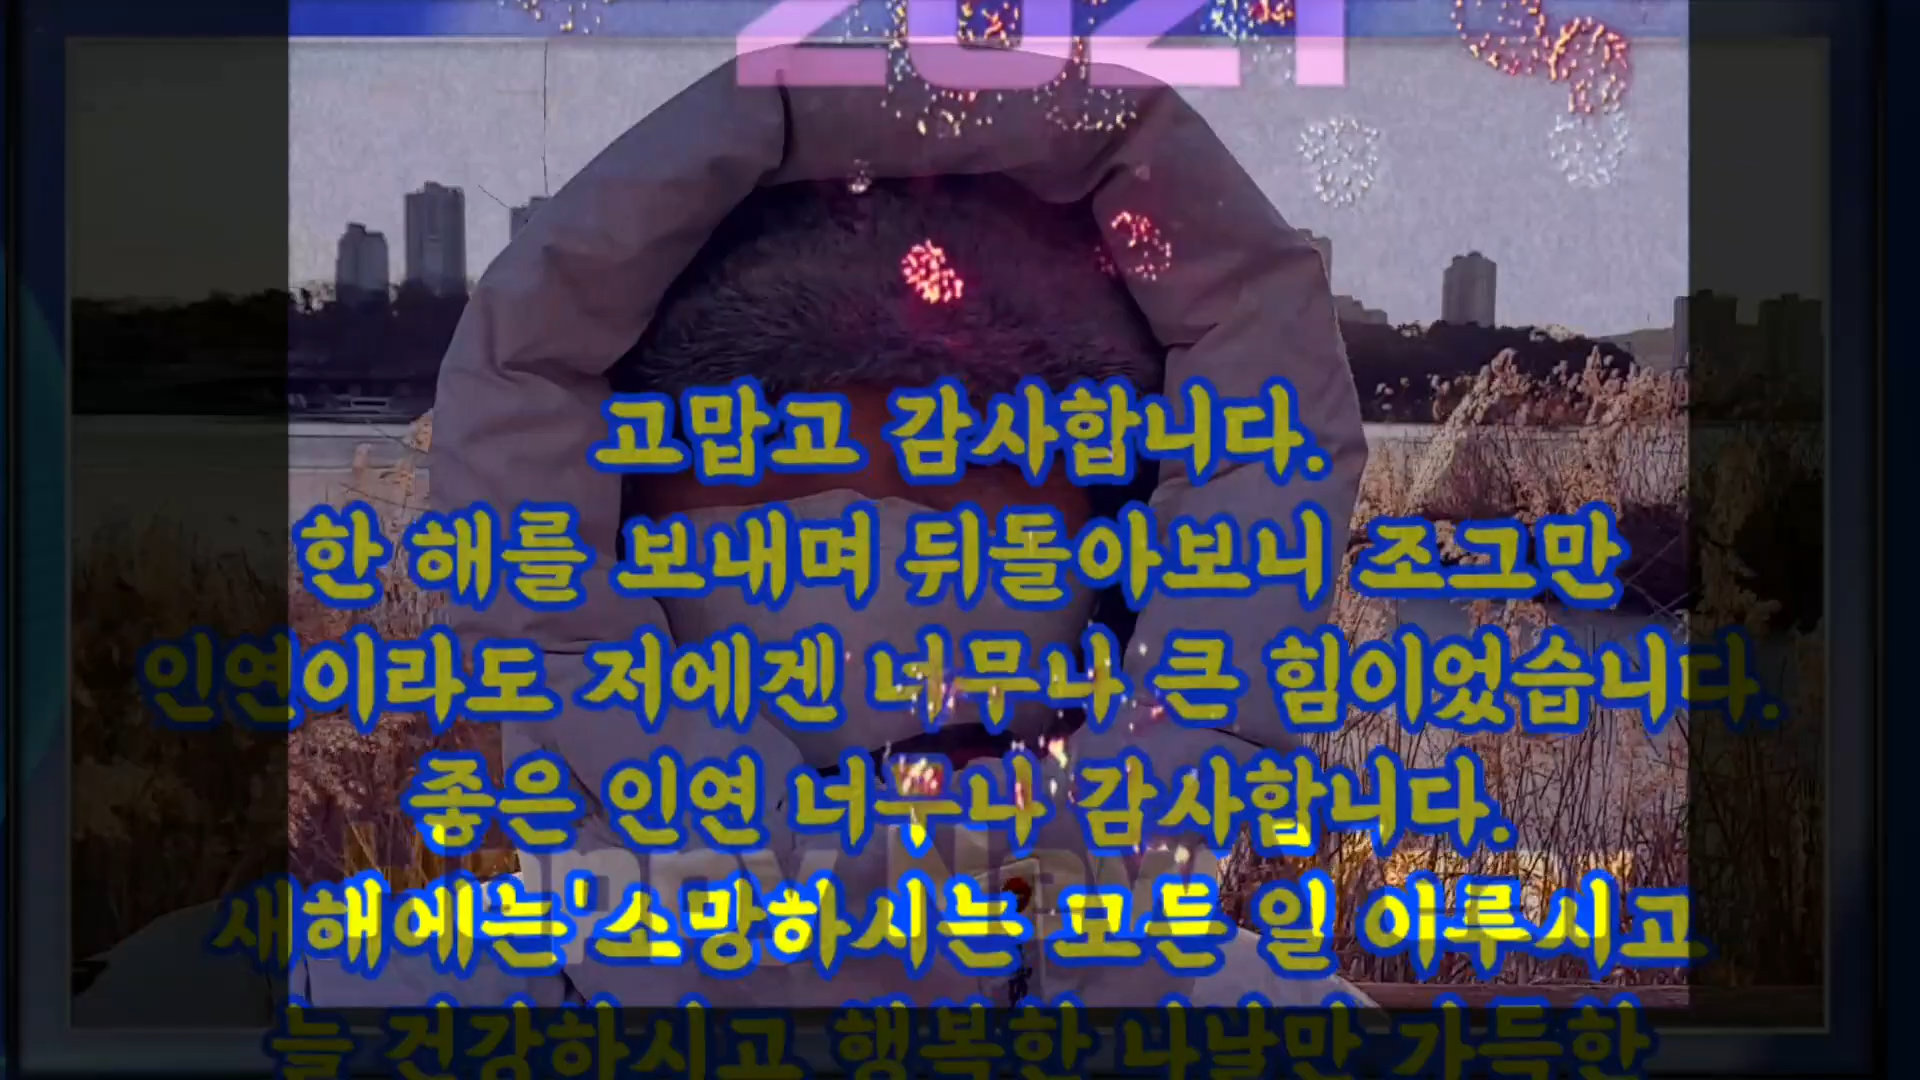 2021
고맙고 감사합니다.
한 해를 보내며 뒤돌아보니 조그만
인연이라도 저에겐 너무나 큰 힘이었습니다.
좋은 인연 너무나 감사합니다.
Happy New
새해에는'소망하시는 모든 일 이루시고
늘 건강하시고 행복한 나날만 가득한